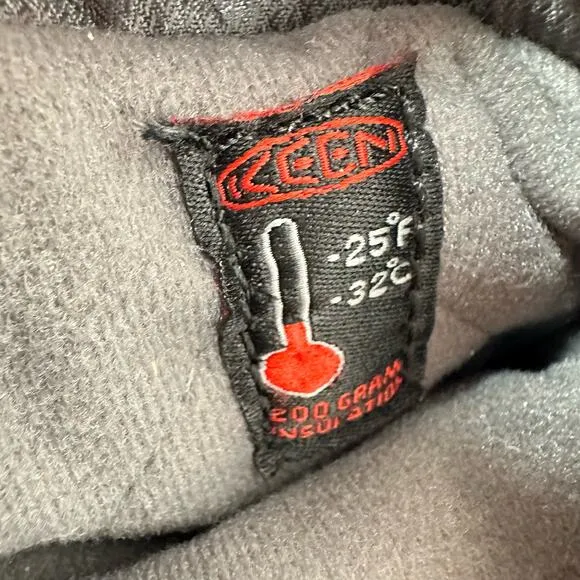 KEEN
-25°F
-32°C
200 GRAM
INSULATION